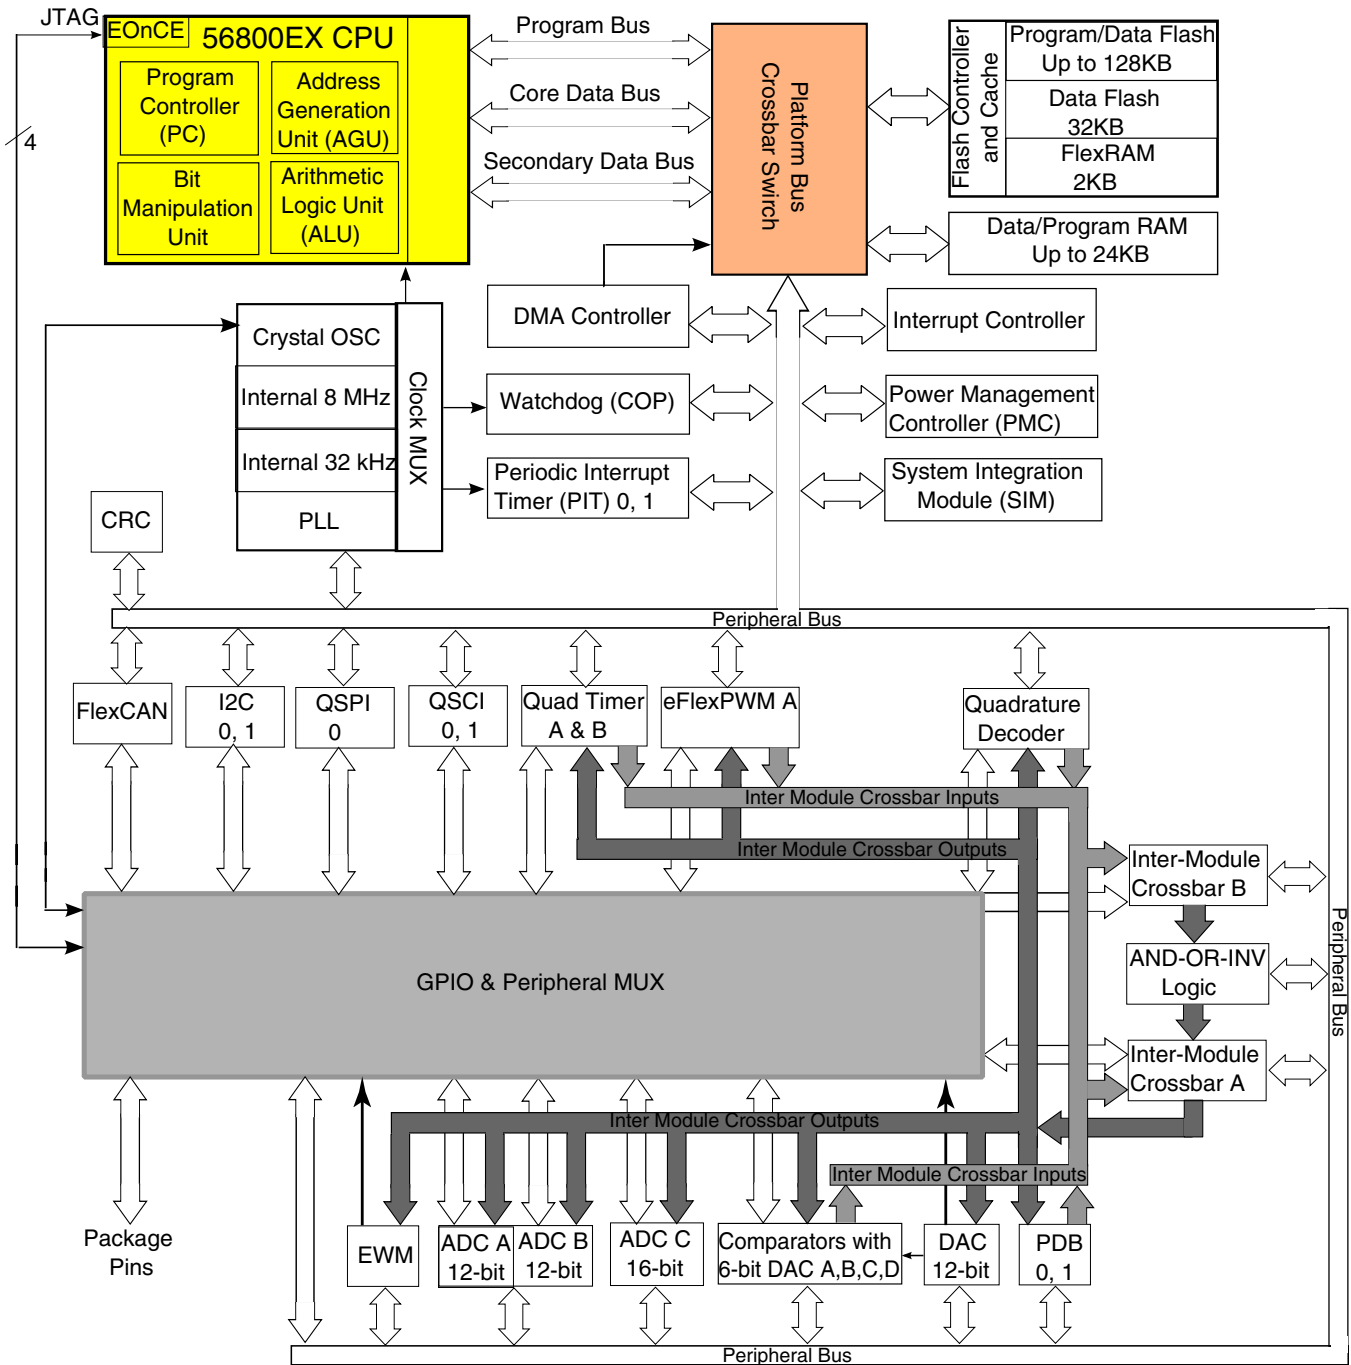 JTAG
EOnCE
56800EX CPU
Program
Controller
(PC)
Address
Generation
Unit (AGU)
Bit
Manipulation
Unit
Arithmetic
Logic Unit
(ALU)
4
Program Bus
Core Data Bus
Secondary Data Bus
Platform Bus
Crossbar Swirch
Flash Controller
and Cache
Program/Data Flash
Up to 128KB
Data Flash
32KB
FlexRAM
2KB
Data/Program RAM
Up to 24KB
Crystal OSC
Internal 8 MHz
Internal 32 kHz
PLL
Clock MUX
DMA Controller
Interrupt Controller
Watchdog (COP)
Power Management
Controller (PMC)
Periodic Interrupt
Timer (PIT) 0, 1
System Integration
Module (SIM)
CRC
Peripheral Bus
FlexCAN
I2C
0, 1
QSPI
0
QSCI
0, 1
Quad Timer
A & B
eFlexPWM A
Quadrature
Decoder
Inter Module Crossbar Inputs
Inter Module Crossbar Outputs
Inter-Module
Crossbar B
AND-OR-INV
Logic
Inter-Module
Crossbar A
Peripheral Bus
GPIO & Peripheral MUX
Inter Module Crossbar Outputs
Inter Module Crossbar Inputs
Package
Pins
EWM
ADC A
12-bit
ADC B
12-bit
ADC C
16-bit
Comparators with
6-bit DAC A,B,C,D
DAC
12-bit
PDB
0, 1
Peripheral Bus